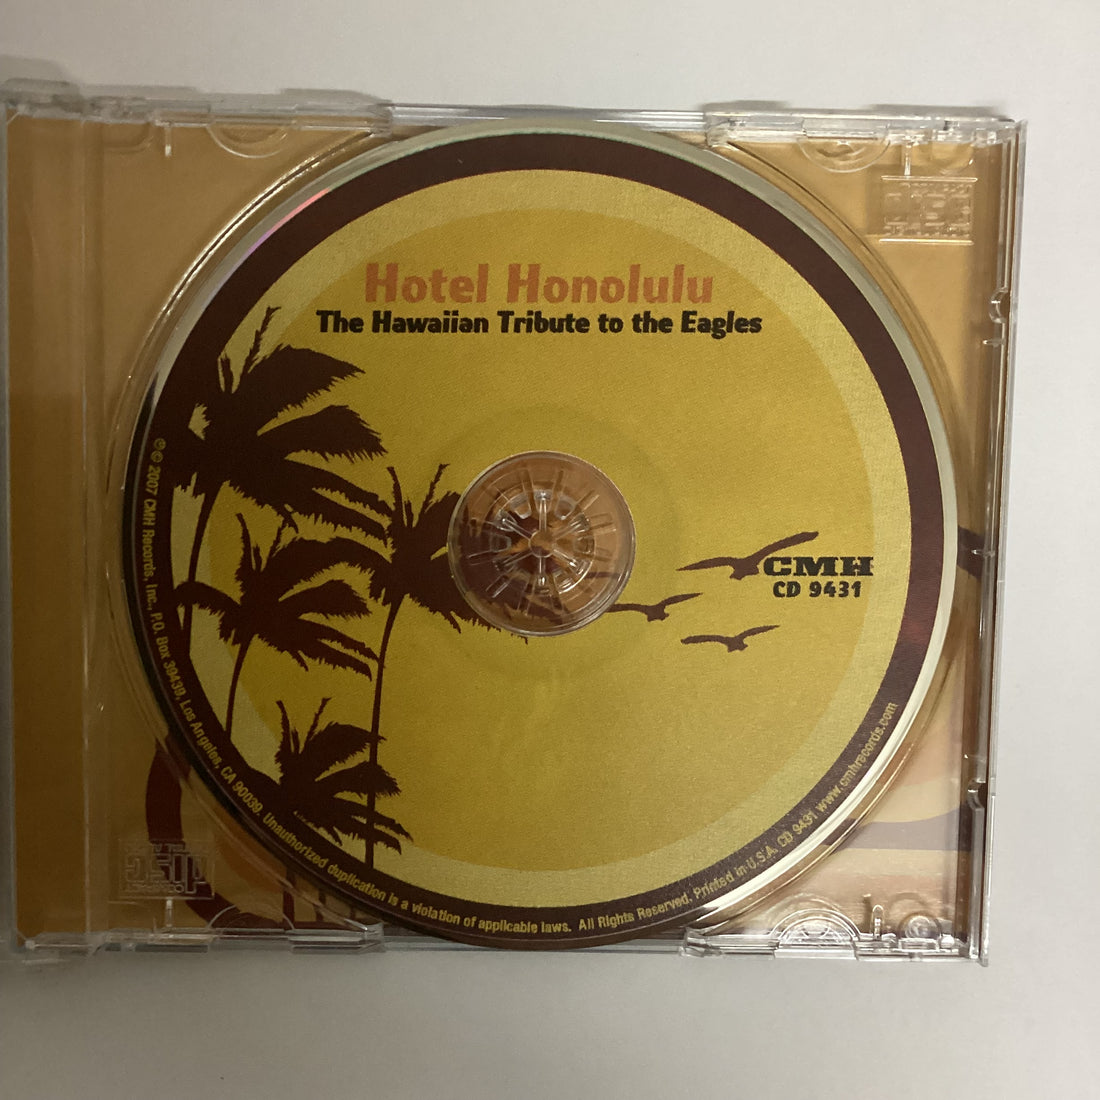 Hotel Honolulu
The Hawaiian Tribute to the Eagles
CMH
CD 9431
℗ © 2007 CMH Records, Inc., P.O. Box 39439, Los Angeles, CA 90039. Unauthorized duplication is a violation of applicable laws. All Rights Reserved. Printed in U.S.A. CD 9431 www.cmhrecords.com
COMPACT
disc